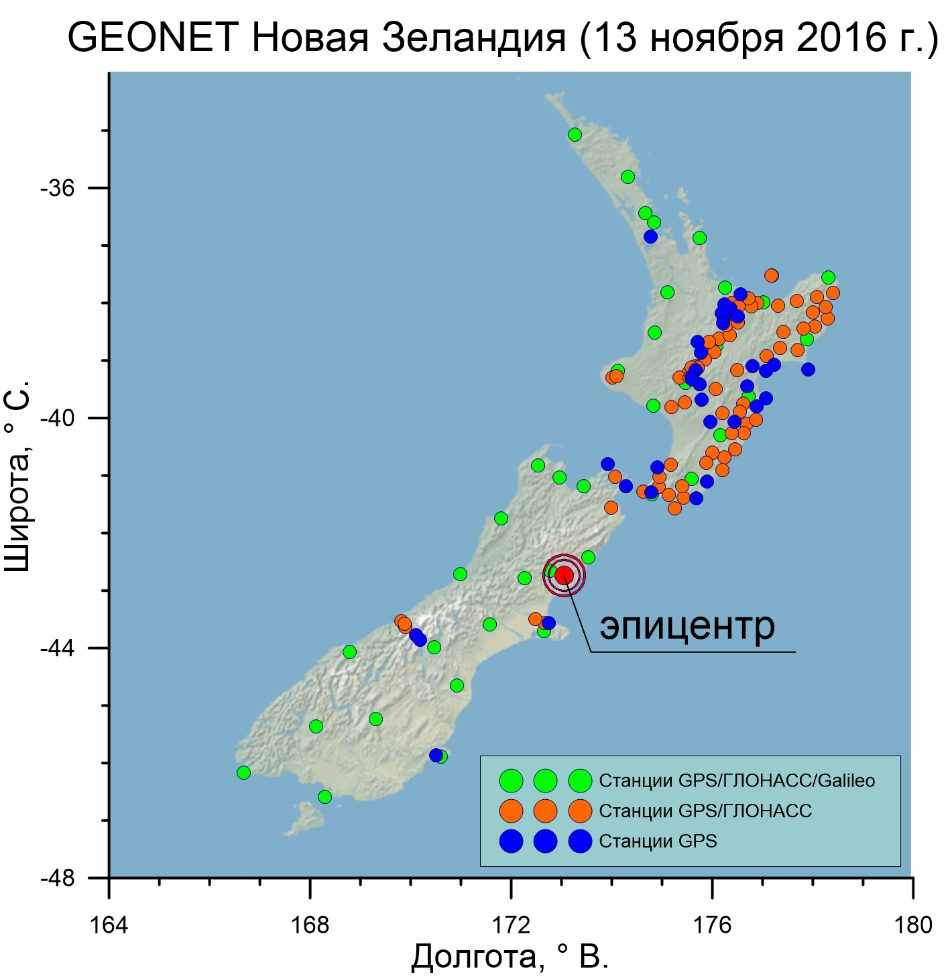 GEONET Новая Зеландия (13 ноября 2016 г.)
-36
-40
-44
-48
Широта, ° С.
эпицентр
Станции GPS/ГЛОНАСС/Galileo
Станции GPS/ГЛОНАСС
Станции GPS
164 168 172 176 180
Долгота, ° В.